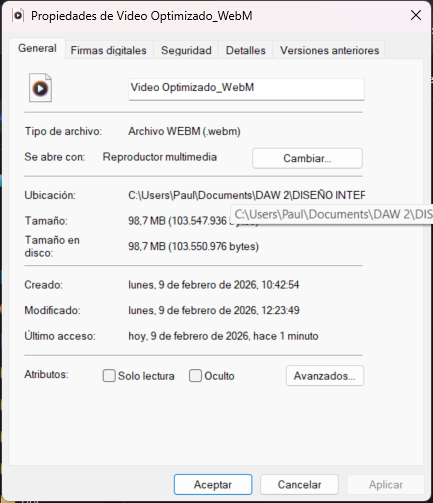 Propiedades de Video Optimizado_WebM
General Firmas digitales Seguridad Detalles Versiones anteriores
Video Optimizado_WebM
Tipo de archivo: Archivo WEBM (.webm)
Se abre con: Reproductor multimedia Cambiar...
Ubicación: C:\Users\Paul\Documents\DAW 2\DISEÑO INTER
C:\Users\Paul\Documents\DAW 2\DIS
Tamaño: 98,7 MB (103.547.936 bytes)
Tamaño en
disco: 98,7 MB (103.550.976 bytes)
Creado: lunes, 9 de febrero de 2026, 10:42:54
Modificado: lunes, 9 de febrero de 2026, 12:23:49
Último acceso: hoy, 9 de febrero de 2026, hace 1 minuto
Atributos: Solo lectura Oculto Avanzados...
Aceptar Cancelar Aplicar